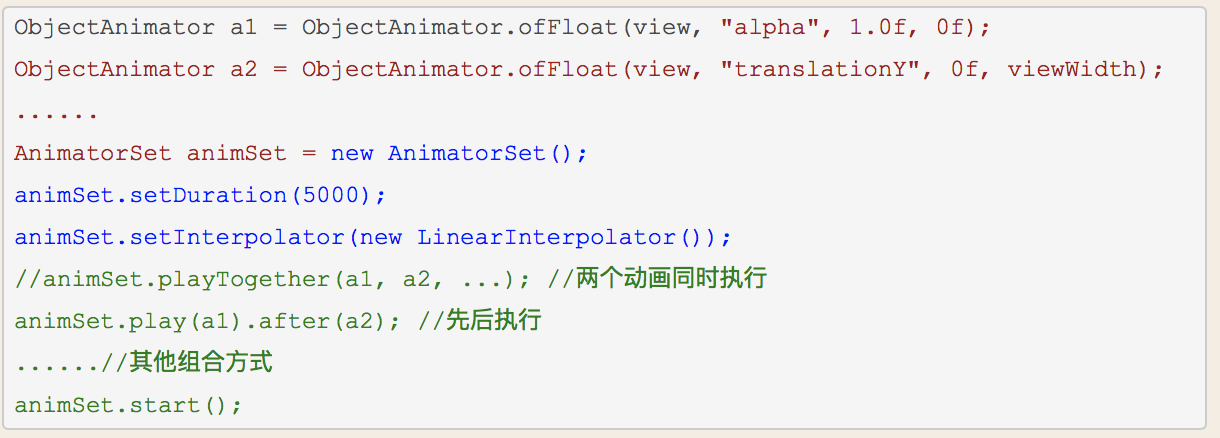 ObjectAnimator a1 = ObjectAnimator.ofFloat(view, "alpha", 1.0f, 0f);
ObjectAnimator a2 = ObjectAnimator.ofFloat(view, "translationY", 0f, viewWidth);
......
AnimatorSet animSet = new AnimatorSet();
animSet.setDuration(5000);
animSet.setInterpolator(new LinearInterpolator());
//animSet.playTogether(a1, a2, ...); //两个动画同时执行
animSet.play(a1).after(a2); //先后执行
......//其他组合方式
animSet.start();